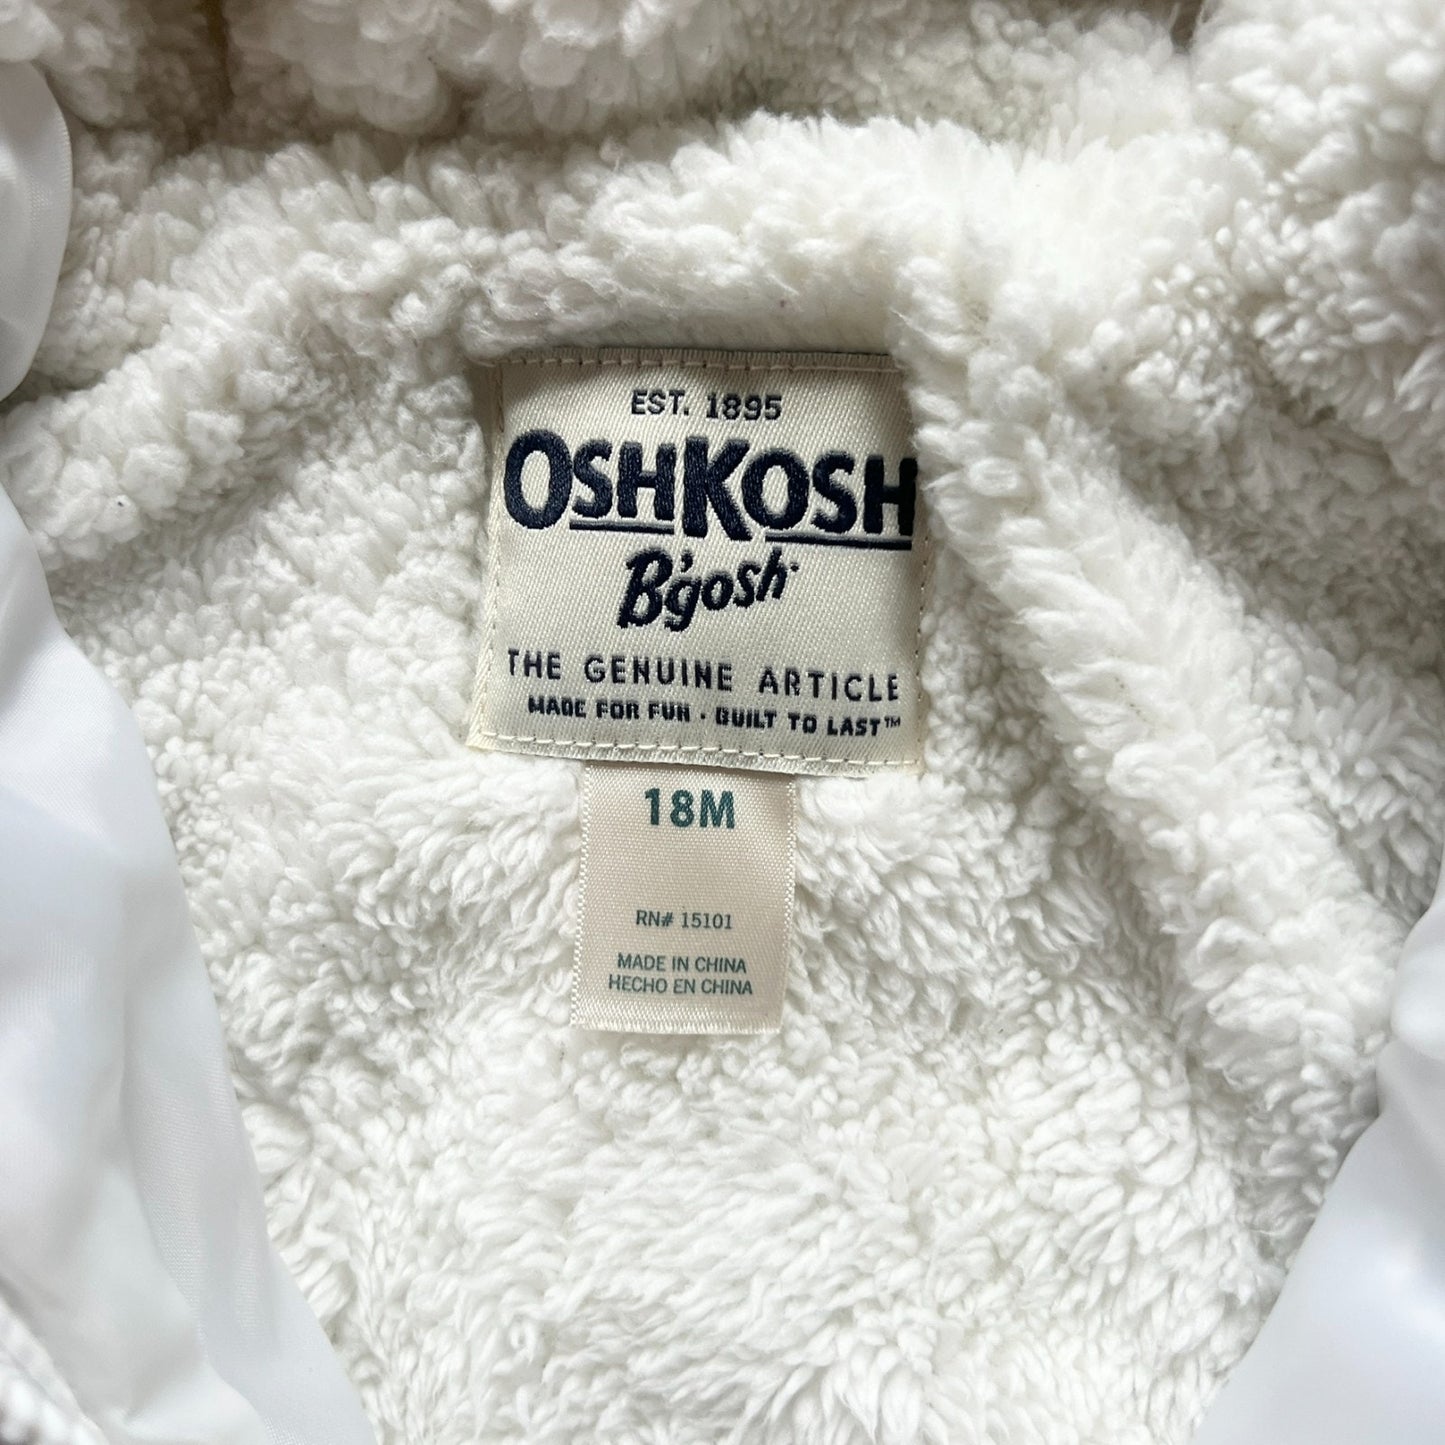 EST. 1895
OSHKOSH
B'gosh
THE GENUINE ARTICLE
MADE FOR FUN · BUILT TO LAST™
18M
RN# 15101
MADE IN CHINA
HECHO EN CHINA